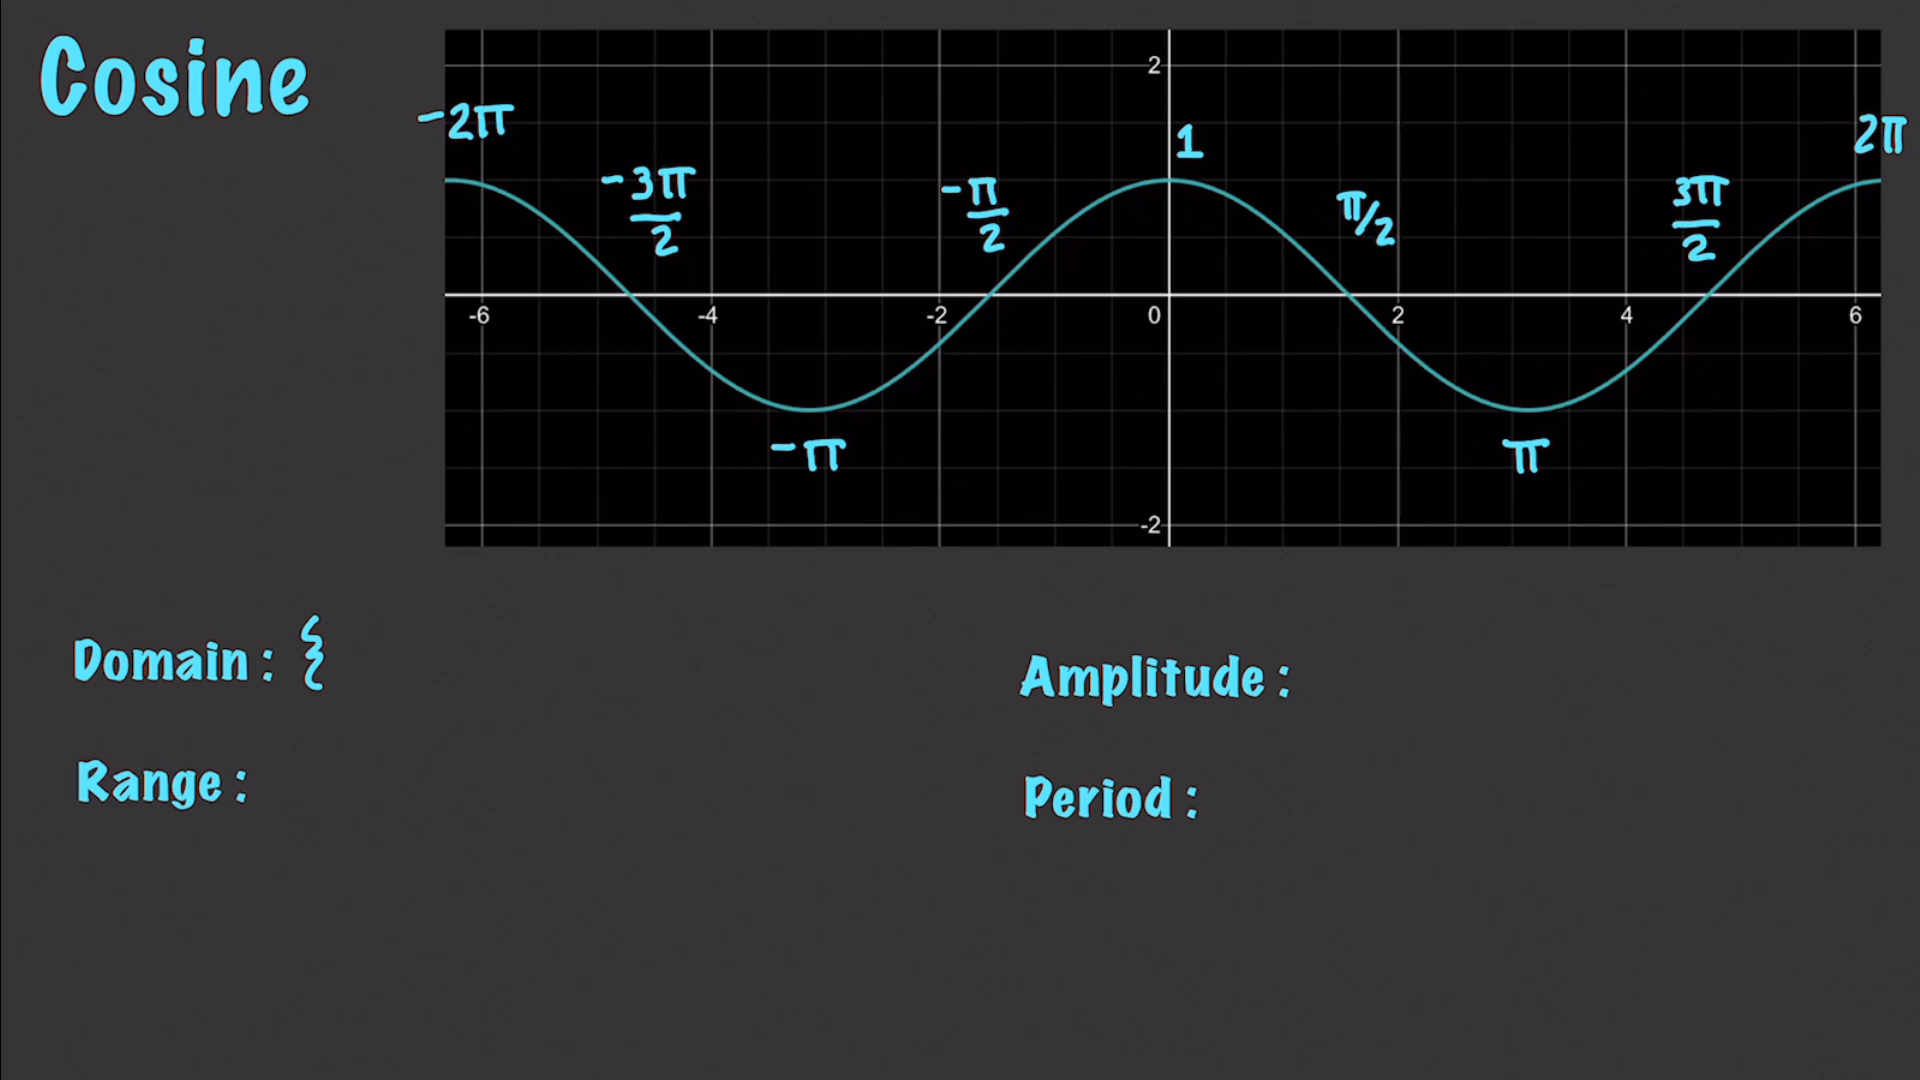 Cosine
-2π
-3π/2
-π/2
1
π/2
3π/2
2π
2
-6 -4 -2 0 2 4 6
-π
π
-2
Domain : {
Amplitude :
Range :
Period :